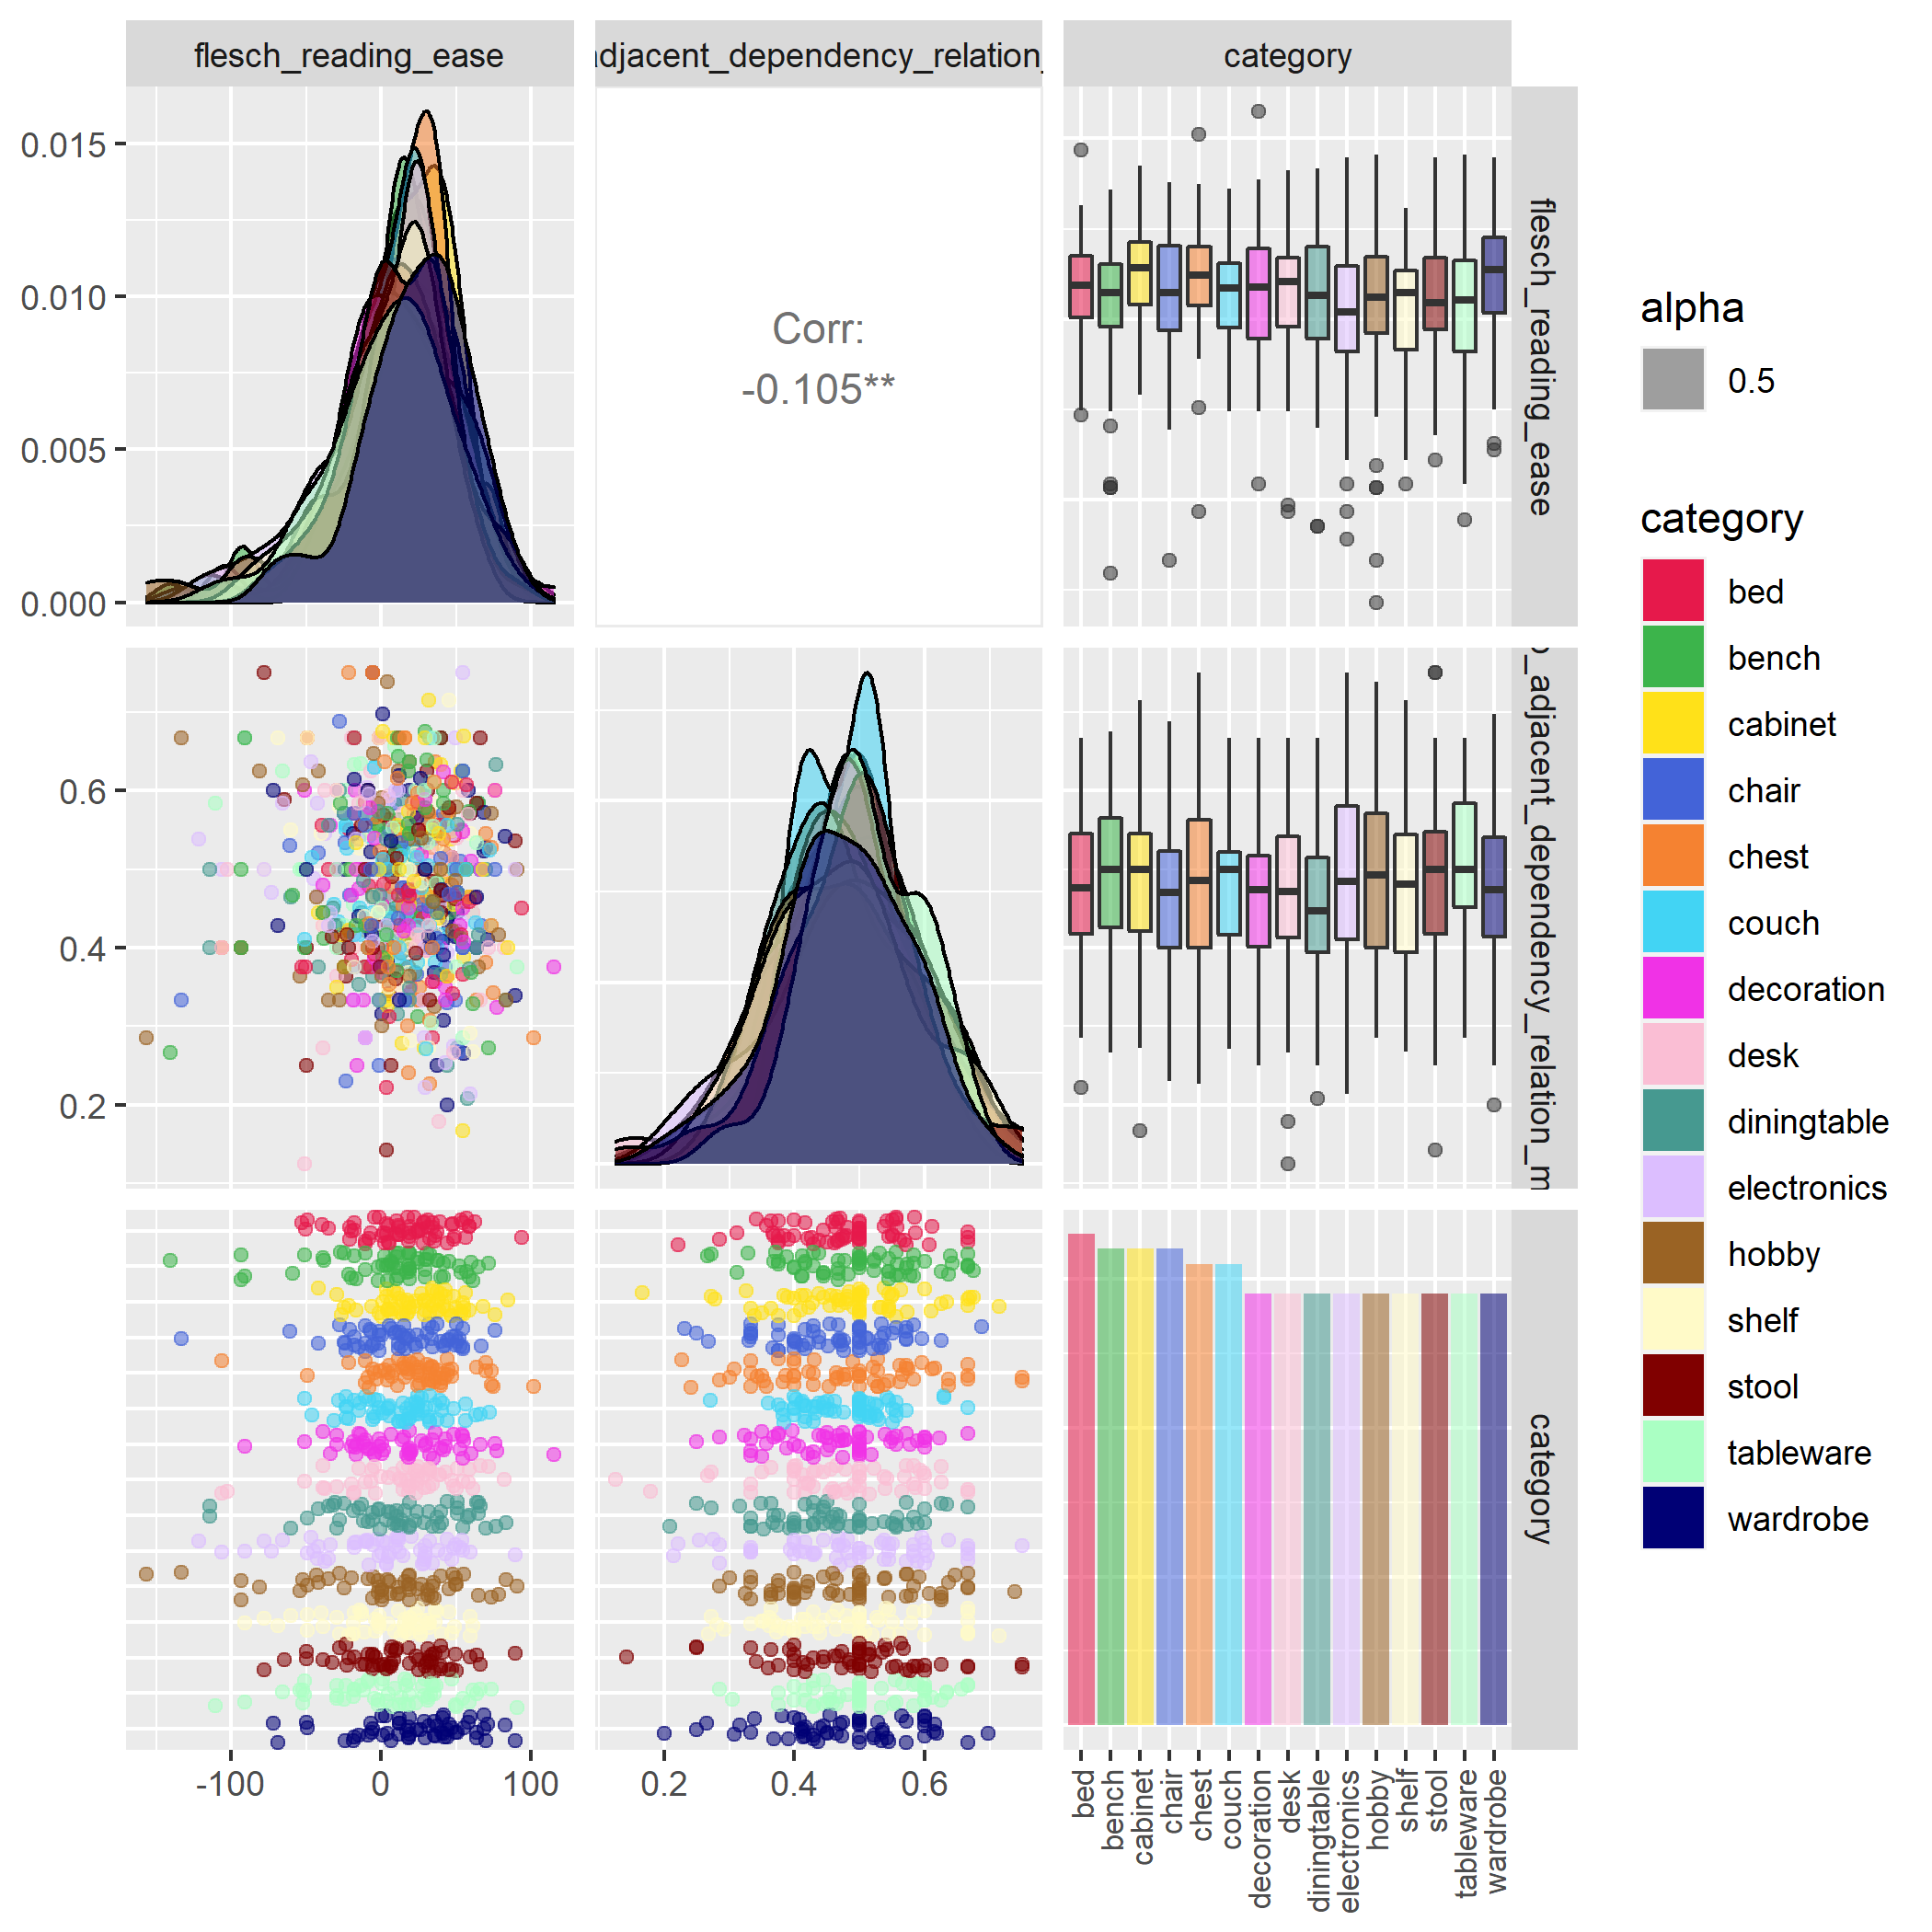 flesch_reading_ease
adjacent_dependency_relation_
category
0.015
0.010
0.005
0.000
Corr:
-0.105**
flesch_reading_ease
0.6
0.4
0.2
_adjacent_dependency_relation_m
category
-100 0 100
0.2 0.4 0.6
bed
bench
cabinet
chair
chest
couch
decoration
desk
diningtable
electronics
hobby
shelf
stool
tableware
wardrobe
alpha
0.5
category
bed
bench
cabinet
chair
chest
couch
decoration
desk
diningtable
electronics
hobby
shelf
stool
tableware
wardrobe